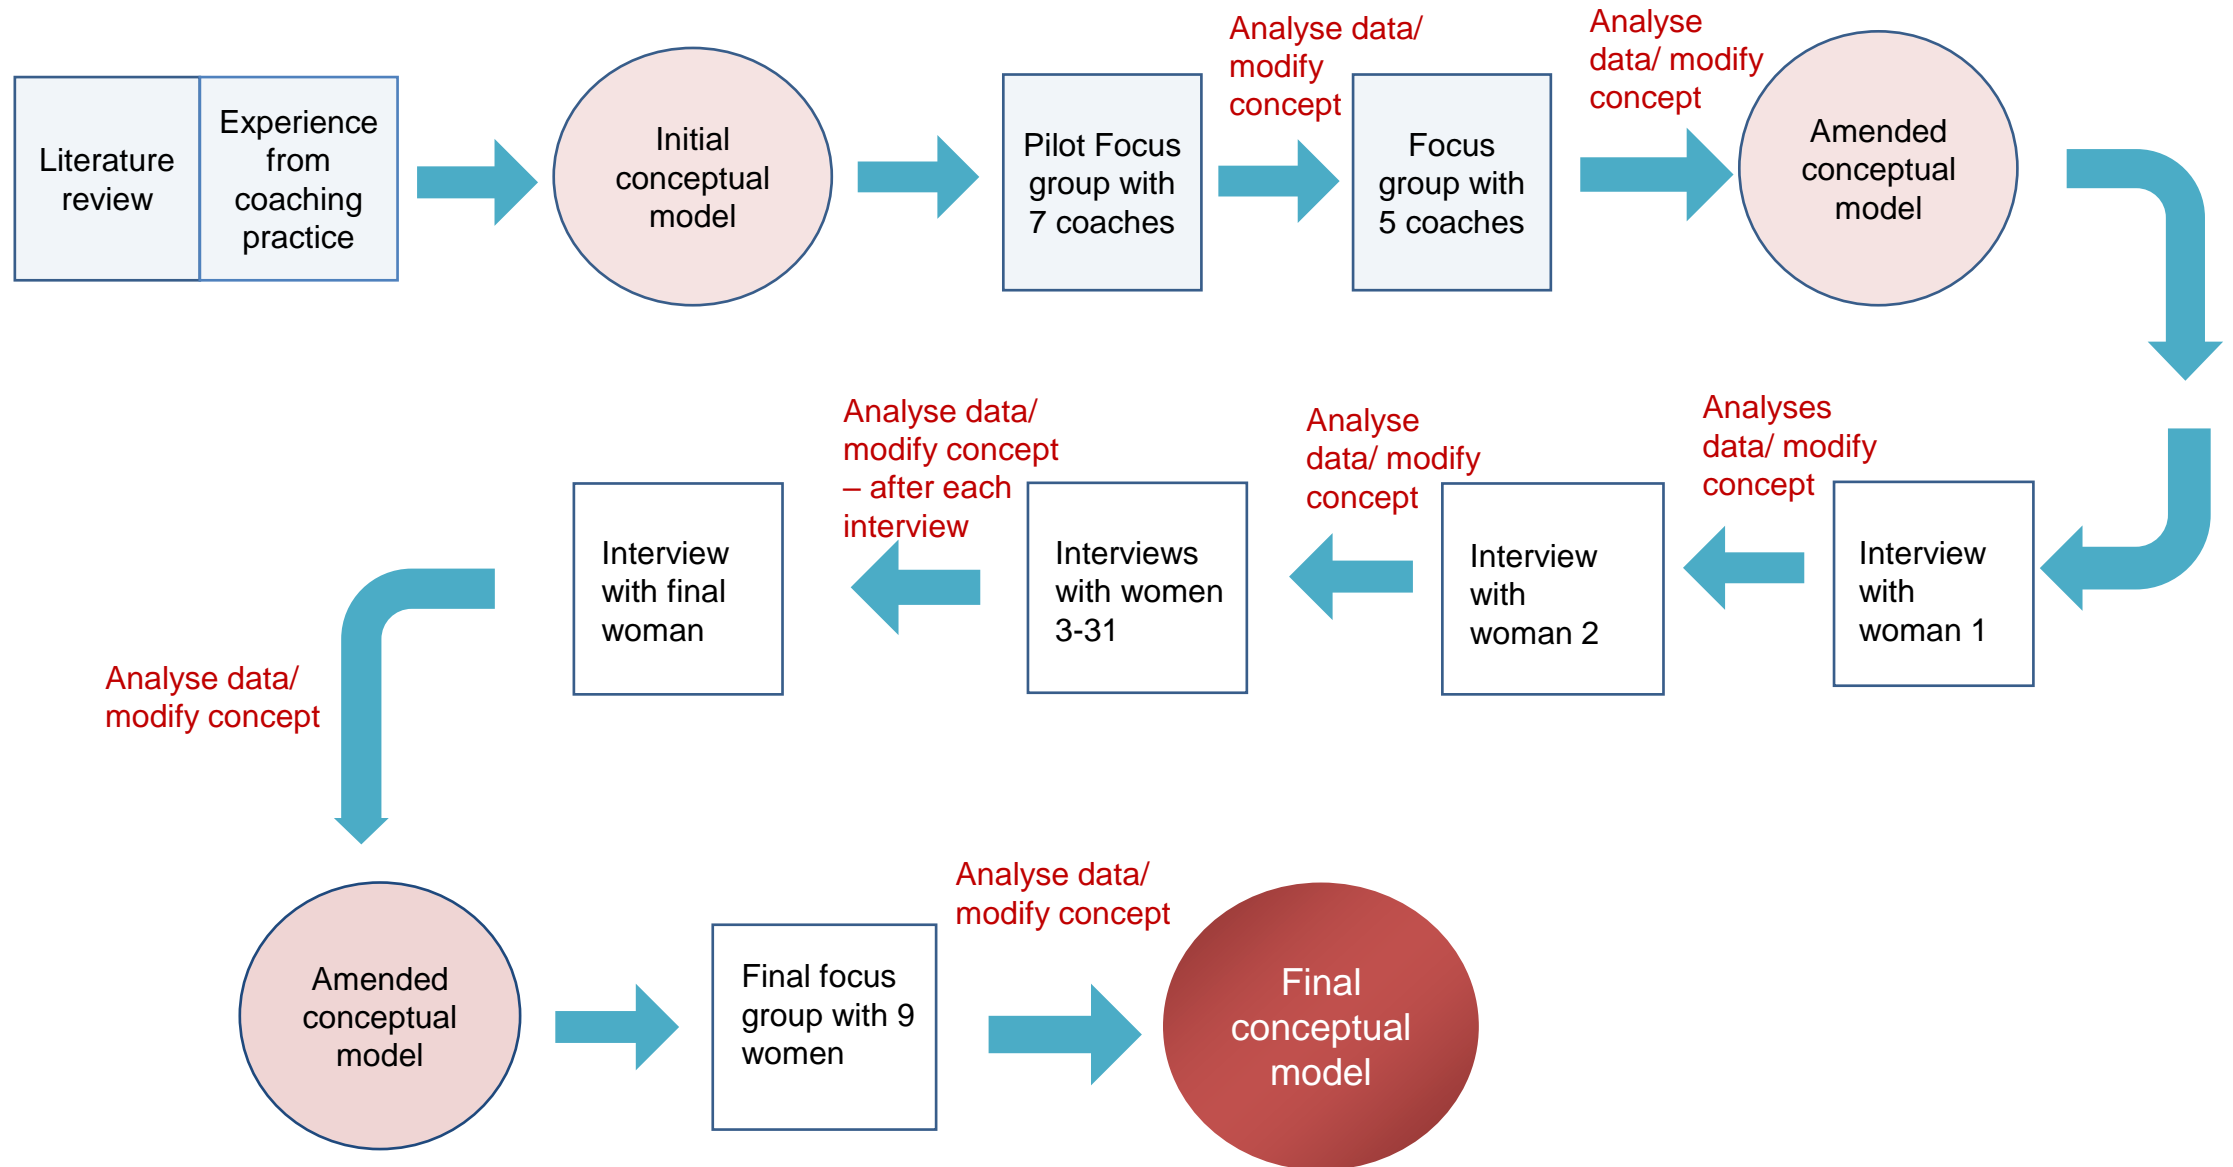 Literature
review
Experience
from
coaching
practice
Initial
conceptual
model
Pilot Focus
group with
7 coaches
Analyse data/
modify
concept
Focus
group with
5 coaches
Analyse
data/ modify
concept
Amended
conceptual
model
Interview
with
woman 1
Analyses
data/ modify
concept
Interview
with
woman 2
Analyse
data/ modify
concept
Interviews
with women
3-31
Analyse data/
modify concept
– after each
interview
Interview
with final
woman
Analyse data/
modify concept
Amended
conceptual
model
Final focus
group with 9
women
Analyse data/
modify concept
Final
conceptual
model